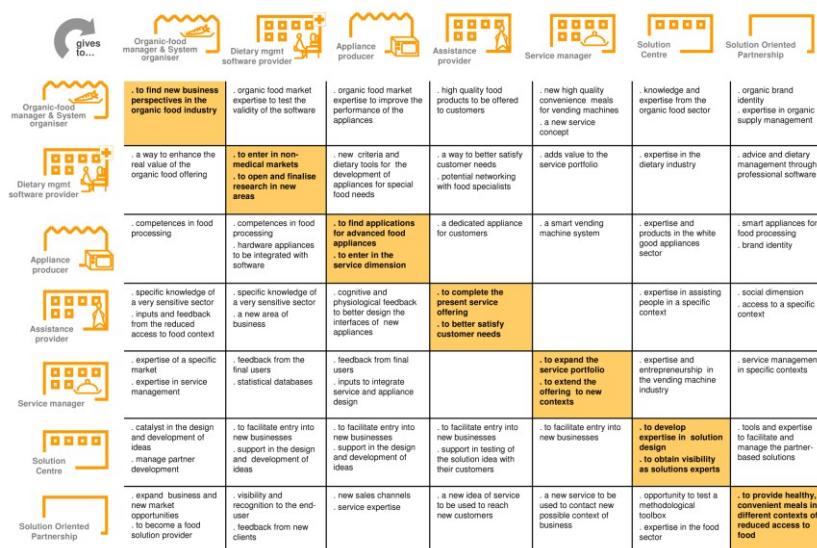 gives
to...
Organic-food
manager & System
organiser
Dietary mgmt
software provider
Appliance
producer
Assistance
provider
Service manager
Solution
Centre
Solution Oriented
Partnership
Organic-food
manager & System
organiser
. to find new business
perspectives in the
organic food industry
. organic food market
expertise to test the
validity of the software
. organic food market
expertise to improve the
performance of the
appliances
. high quality food
products to be offered to
customers
. new high quality
convenience meals
for vending machines
. a new service
concept
. knowledge and
expertise from the
organic food sector
. organic brand
identity
. expertise in organic
supply management
Dietary mgmt
software provider
. a way to enhance the
real value of the
organic food offering
. to enter in non-
medical markets
. to open and finalise
research in new
areas
. new criteria and
dietary tools for the
development of
appliances for special
food needs
. a way to better satisfy
customer needs
. potential networking
with food specialists
. adds value to the
service portfolio
. expertise in the
dietary industry
. advice and dietary
management through
professional software
Appliance
producer
. competences in food
processing
. competences in food
processing
. hardware appliances
to be integrated with
software
. to find applications
for advanced food
appliances
. to enter in the
service dimension
. a dedicated appliance
for customers
. a smart vending
machine system
. expertise and
products in the white
good appliances
sector
. smart appliances for
food processing
. brand identity
Assistance
provider
. specific knowledge of
a very sensitive sector
. inputs and feedback
from the reduced
access to food context
. specific knowledge of
a very sensitive sector
. a new area of
business
. cognitive and
physiological feedback
to better design the
interfaces of new
appliances
. to complete the
present service
offering
. to better satisfy
customer needs
. expertise in assisting
people in a specific
context
. social dimension
. access to a specific
context
Service manager
. expertise of a specific
market
. expertise in service
management
. feedback from the
final users
. statistical databases
. feedback from final
users
. inputs to integrate
service and appliance
design
. to expand the
service portfolio
. to extend the
offering to new
contexts
. expertise and
entrepreneurship in
the vending machine
industry
. service management
in specific contexts
Solution
Centre
. catalyst in the design
and development of
ideas
. manage partner
development
. to facilitate entry into
new businesses
. support in the design
and development of
ideas
. to facilitate entry into
new businesses
. support in the design
and development of
ideas
. to facilitate entry into
new businesses
. support in testing of
the solution idea with
their customers
. to facilitate entry into
new businesses
. to develop
expertise in solution
design
. to obtain visibility
as solutions experts
. tools and expertise
to facilitate and
manage the partner-
based solutions
Solution Oriented
Partnership
. expand business and
new market
opportunities
. to become a food
solution provider
. visibility and
recognition to the end-
user
. feedback from new
clients
. new sales channels
. service expertise
. a new idea of service
to be used to reach
new customers
. a new service to be
used to contact new
possible context of
business
. opportunity to test a
methodological
toolbox
. expertise in the food
sector
. to provide healthy,
convenient meals in
different contexts of
reduced access to
food